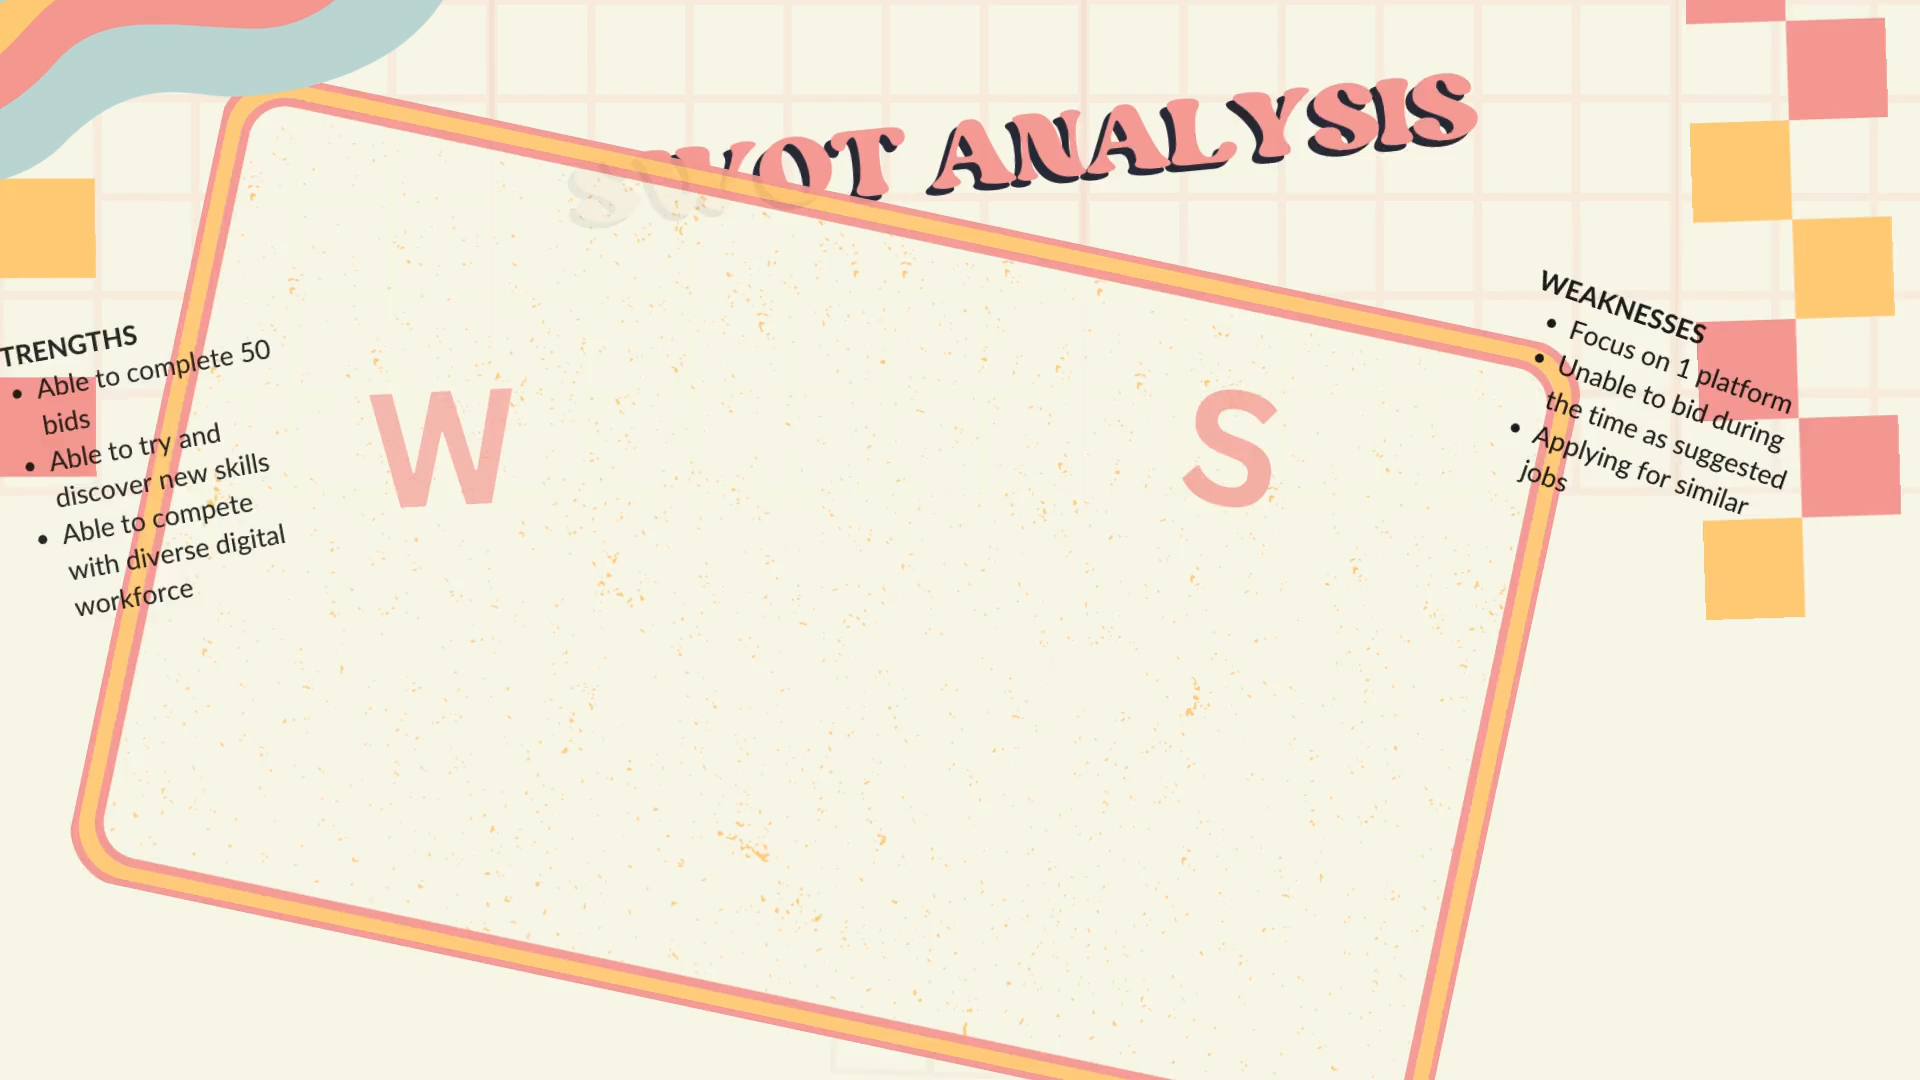 SWOT ANALYSIS
TRENGTHS
Able to complete 50
bids
Able to try and
discover new skills
Able to compete
with diverse digital
workforce
W
S
WEAKNESSES
Focus on 1 platform
Unable to bid during
the time as suggested
Applying for similar
jobs